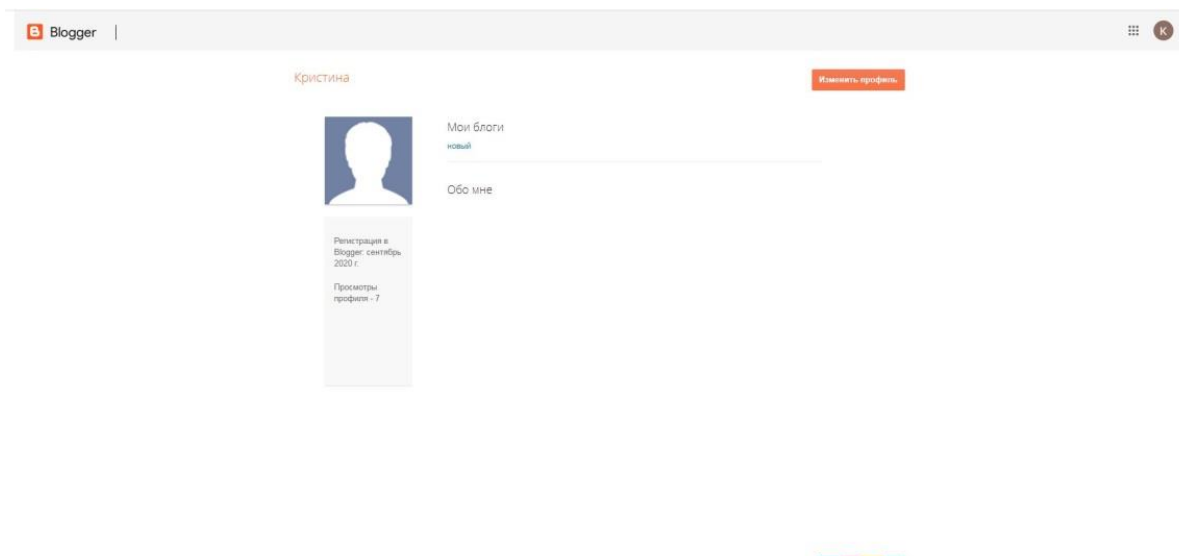 Blogger
K
Кристина
Изменить профиль
Мои блоги
новый
Обо мне
Регистрация в
Blogger: сентябрь
2020 г.
Просмотры
профиля - 7